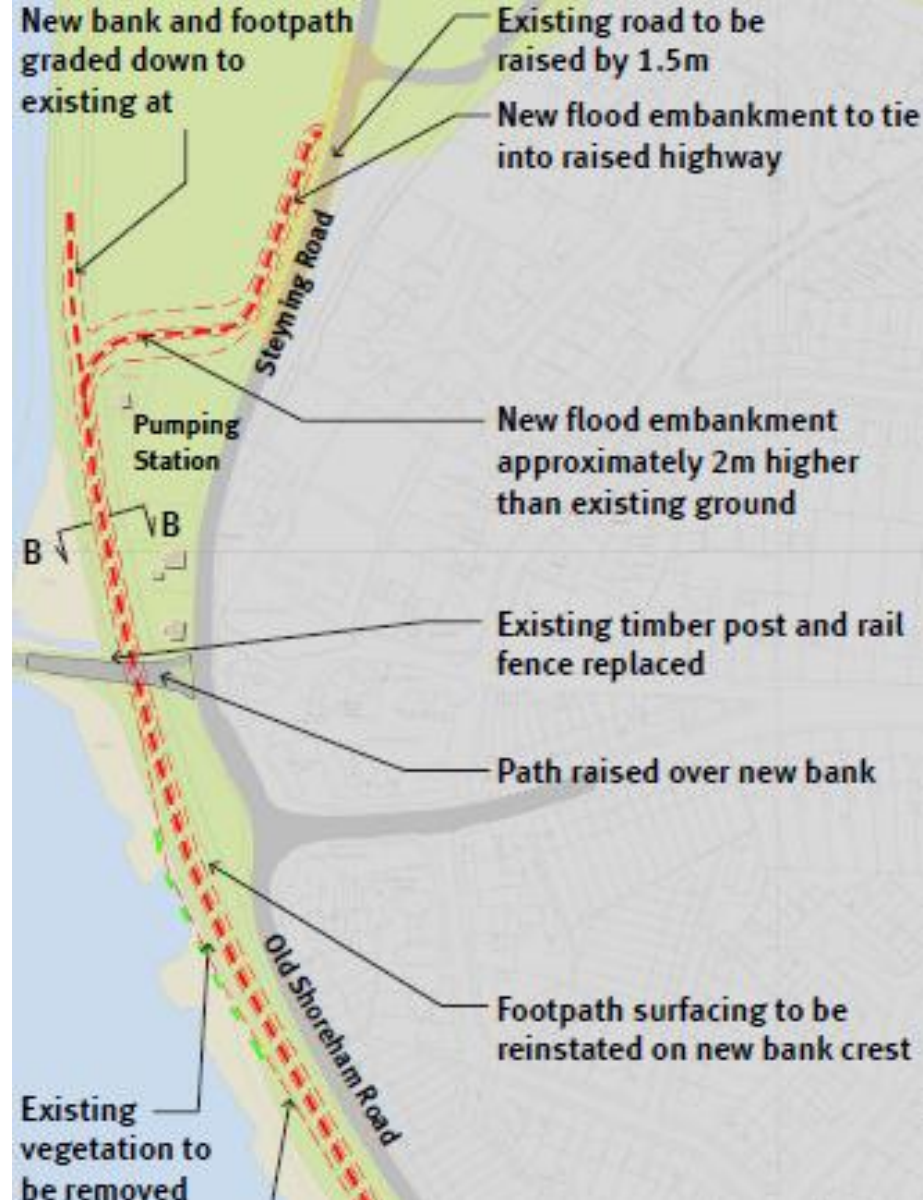 New bank and footpath
graded down to
existing at
Existing road to be
raised by 1.5m
New flood embankment to tie
into raised highway
Steyning Road
Pumping
Station
New flood embankment
approximately 2m higher
than existing ground
B
B
Existing timber post and rail
fence replaced
Path raised over new bank
Old Shoreham Road
Footpath surfacing to be
reinstated on new bank crest
Existing
vegetation to
be removed